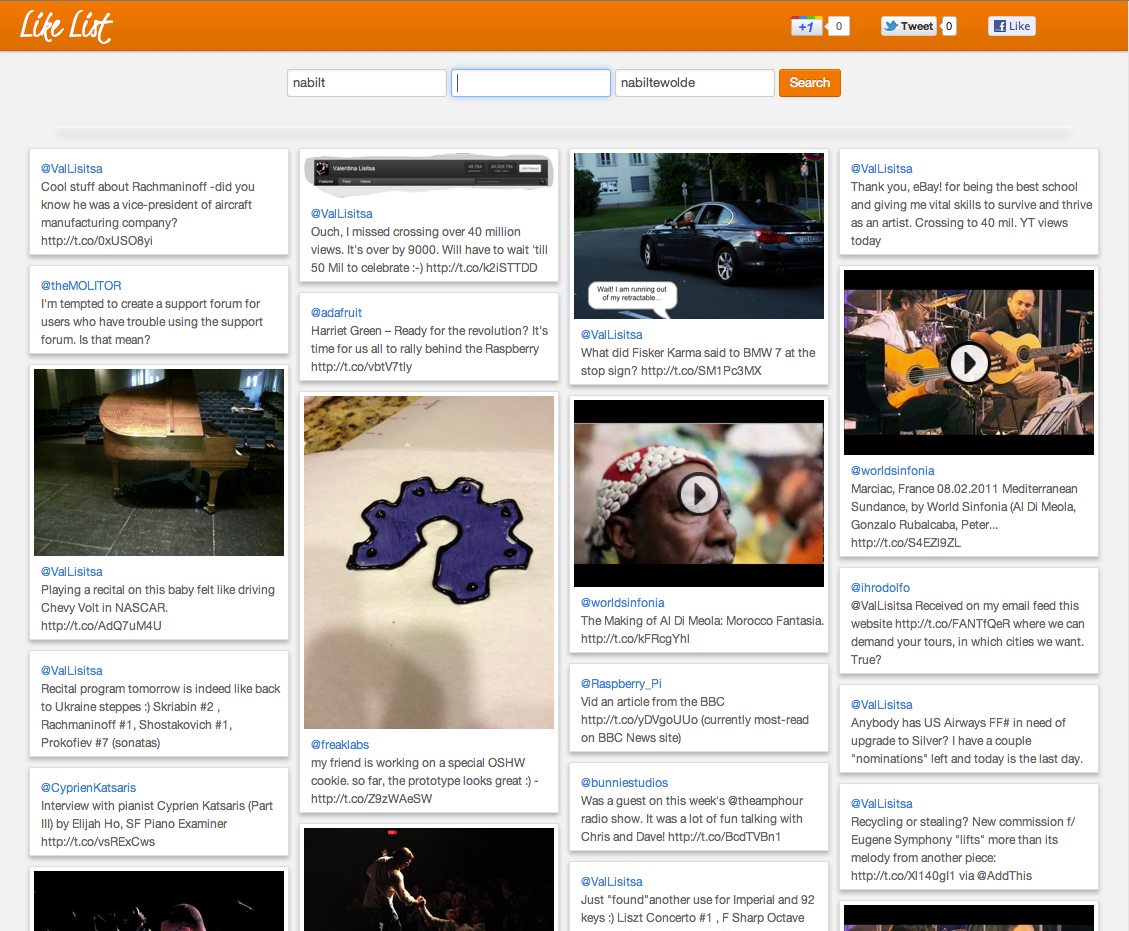 Like List
+1
0
Tweet
0
Like
nabilt
nabiltewolde
Search
@ValLisitsa
Cool stuff about Rachmaninoff -did you
know he was a vice-president of aircraft
manufacturing company?
http://t.co/0xUSO8yi
@theMOLITOR
I'm tempted to create a support forum for
users who have trouble using the support
forum. Is that mean?
@ValLisitsa
Playing a recital on this baby felt like driving
Chevy Volt in NASCAR.
http://t.co/AdQ7uM4U
@ValLisitsa
Recital program tomorrow is indeed like back
to Ukraine steppes :) Skriabin #2 ,
Rachmaninoff #1, Shostakovich #1,
Prokofiev #7 (sonatas)
@CyprienKatsaris
Interview with pianist Cyprien Katsaris (Part
III) by Elijah Ho, SF Piano Examiner
http://t.co/vsRExCws
Valentina Lisitsa
@ValLisitsa
Ouch, I missed crossing over 40 million
views. It's over by 9000. Will have to wait 'till
50 Mil to celebrate :-) http://t.co/k2iSTTDD
@adafruit
Harriet Green – Ready for the revolution? It's
time for us all to rally behind the Raspberry
http://t.co/vbtV7tIy
@freaklabs
my friend is working on a special OSHW
cookie. so far, the prototype looks great :) -
http://t.co/Z9zWAeSW
Wait! I am running out
of my retractable...
@ValLisitsa
What did Fisker Karma said to BMW 7 at the
stop sign? http://t.co/SM1Pc3MX
@worldsinfonia
The Making of Al Di Meola: Morocco Fantasia.
http://t.co/kFRcgYhl
@Raspberry_Pi
Vid an article from the BBC
http://t.co/yDVgoUUo (currently most-read
on BBC News site)
@bunniestudios
Was a guest on this week's @theamphour
radio show. It was a lot of fun talking with
Chris and Dave! http://t.co/BcdTVBn1
@ValLisitsa
Just "found"another use for Imperial and 92
keys :) Liszt Concerto #1 , F Sharp Octave
@ValLisitsa
Thank you, eBay! for being the best school
and giving me vital skills to survive and thrive
as an artist. Crossing to 40 mil. YT views
today
@worldsinfonia
Marciac, France 08.02.2011 Mediterranean
Sundance, by World Sinfonia (Al Di Meola,
Gonzalo Rubalcaba, Peter...
http://t.co/S4EZl9ZL
@ihrodolfo
@ValLisitsa Received on my email feed this
website http://t.co/FANTfQeR where we can
demand your tours, in which cities we want.
True?
@ValLisitsa
Anybody has US Airways FF# in need of
upgrade to Silver? I have a couple
"nominations" left and today is the last day.
@ValLisitsa
Recycling or stealing? New commission f/
Eugene Symphony "lifts" more than its
melody from another piece:
http://t.co/Xl140gI1 via @AddThis